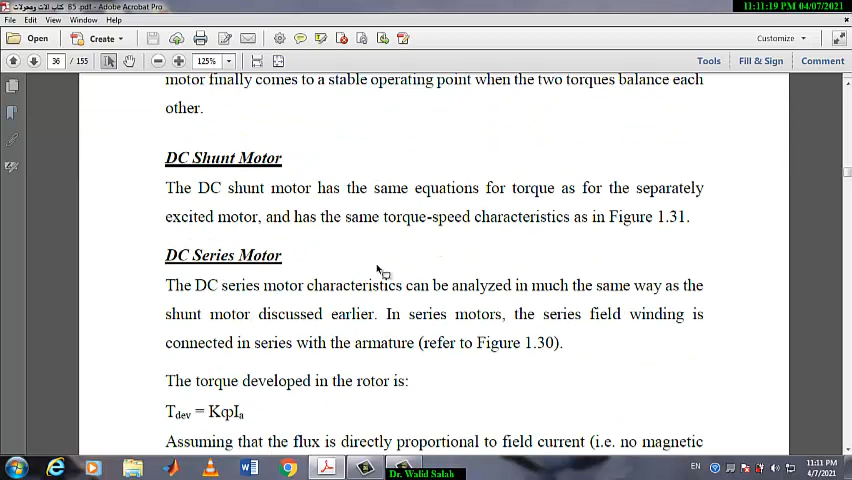 كتاب الات ومحولات 85.pdf - Adobe Acrobat Pro
11:11:19 PM 04/07/2021
File Edit View Window Help
Open Create Customize
36 / 155 125% Tools Fill & Sign Comment
motor finally comes to a stable operating point when the two torques balance each
other.
DC Shunt Motor
The DC shunt motor has the same equations for torque as for the separately
excited motor, and has the same torque-speed characteristics as in Figure 1.31.
DC Series Motor
The DC series motor characteristics can be analyzed in much the same way as the
shunt motor discussed earlier. In series motors, the series field winding is
connected in series with the armature (refer to Figure 1.30).
The torque developed in the rotor is:
Tdev = KφIa
Assuming that the flux is directly proportional to field current (i.e. no magnetic
EN 11:11 PM
4/7/2021
Dr. Walid Salah